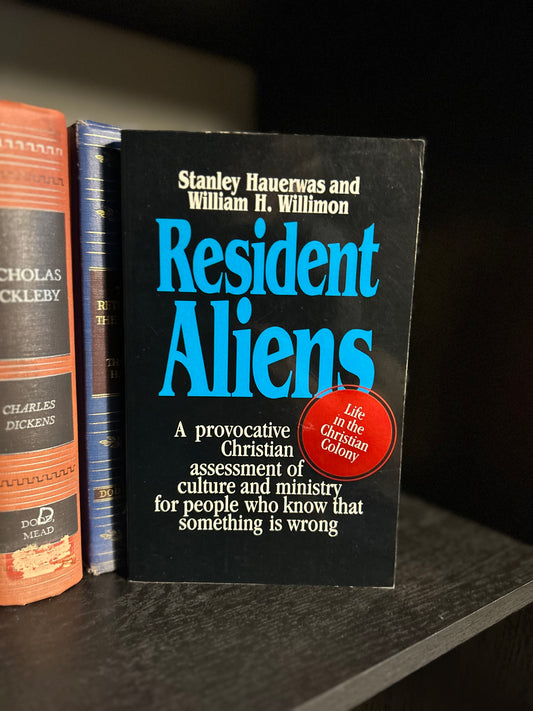 CHOLAS
CKLEBY
CHARLES
DICKENS
DODD,
MEAD
Stanley Hauerwas and
William H. Willimon
Resident
Aliens
Life
in the
Christian
Colony
A provocative
Christian
assessment of
culture and ministry
for people who know that
something is wrong